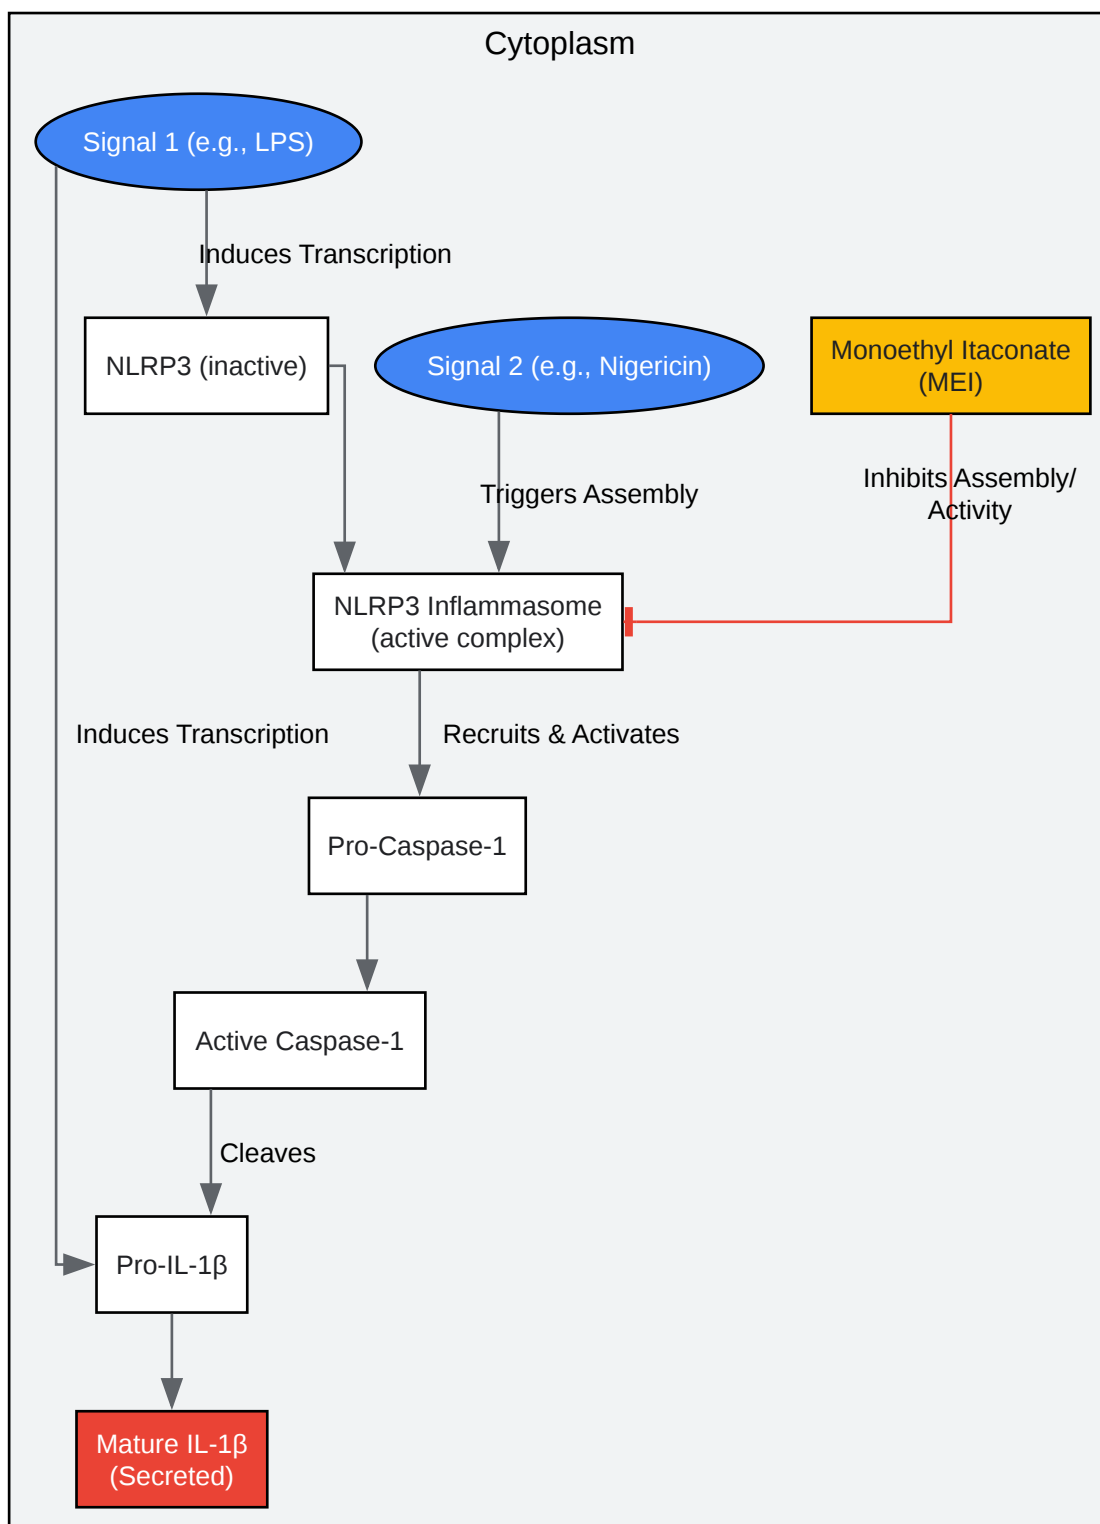 Cytoplasm
Signal 1 (e.g., LPS)
Induces Transcription
NLRP3 (inactive)
Signal 2 (e.g., Nigericin)
Monoethyl Itaconate
(MEI)
Triggers Assembly
Inhibits Assembly/
Activity
NLRP3 Inflammasome
(active complex)
Induces Transcription
Recruits & Activates
Pro-Caspase-1
Active Caspase-1
Cleaves
Pro-IL-1β
Mature IL-1β
(Secreted)